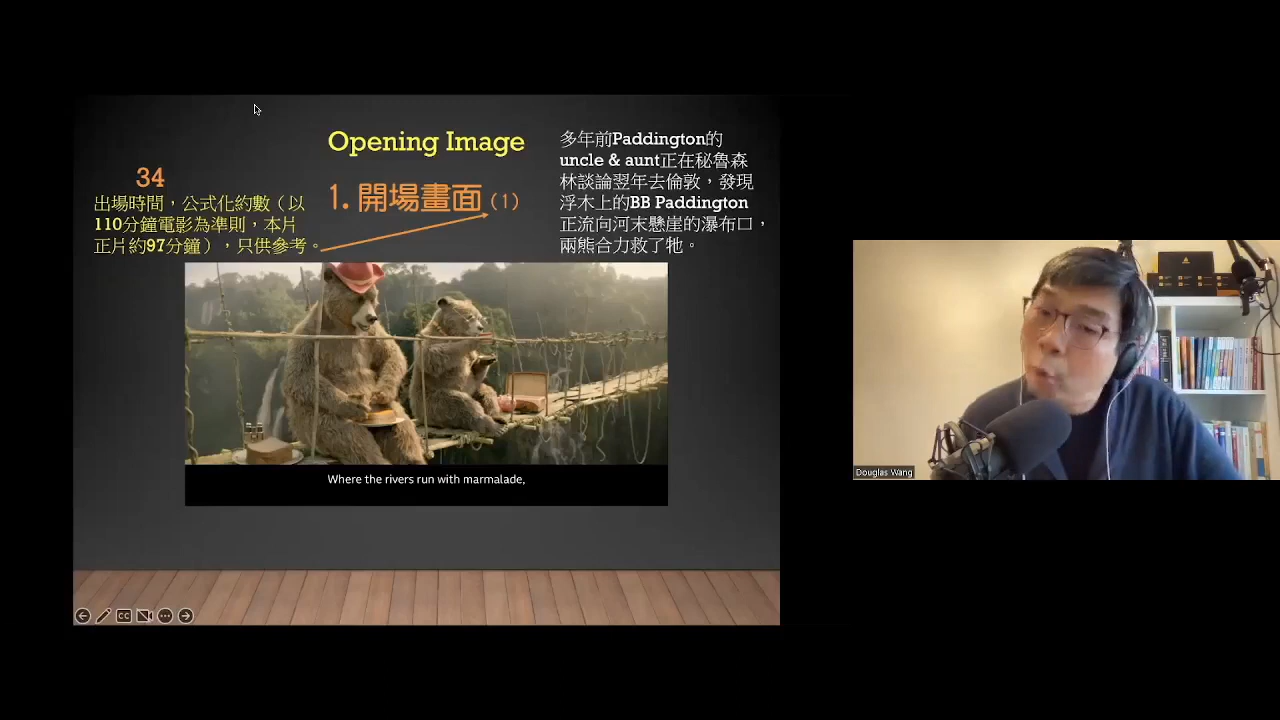 Opening Image
34
出場時間，公式化約數（以
110分鐘電影為準則，本片
正片約97分鐘），只供參考。
1. 開場畫面（1）
多年前Paddington的
uncle & aunt正在秘魯森
林談論翌年去倫敦，發現
浮木上的BB Paddington
正流向河末懸崖的瀑布口，
兩熊合力救了牠。
Where the rivers run with marmalade,
CC
Douglas Wang